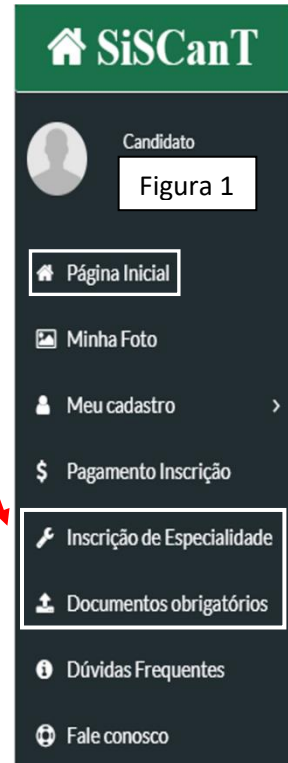 SiSCanT
Candidato
Figura 1
Página Inicial
Minha Foto
Meu cadastro
Pagamento Inscrição
Inscrição de Especialidade
Documentos obrigatórios
Dúvidas Frequentes
Fale conosco